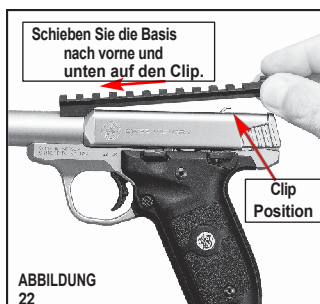 Schieben Sie die Basis
nach vorne und
unten auf den Clip.
Clip
Position
ABBILDUNG
22